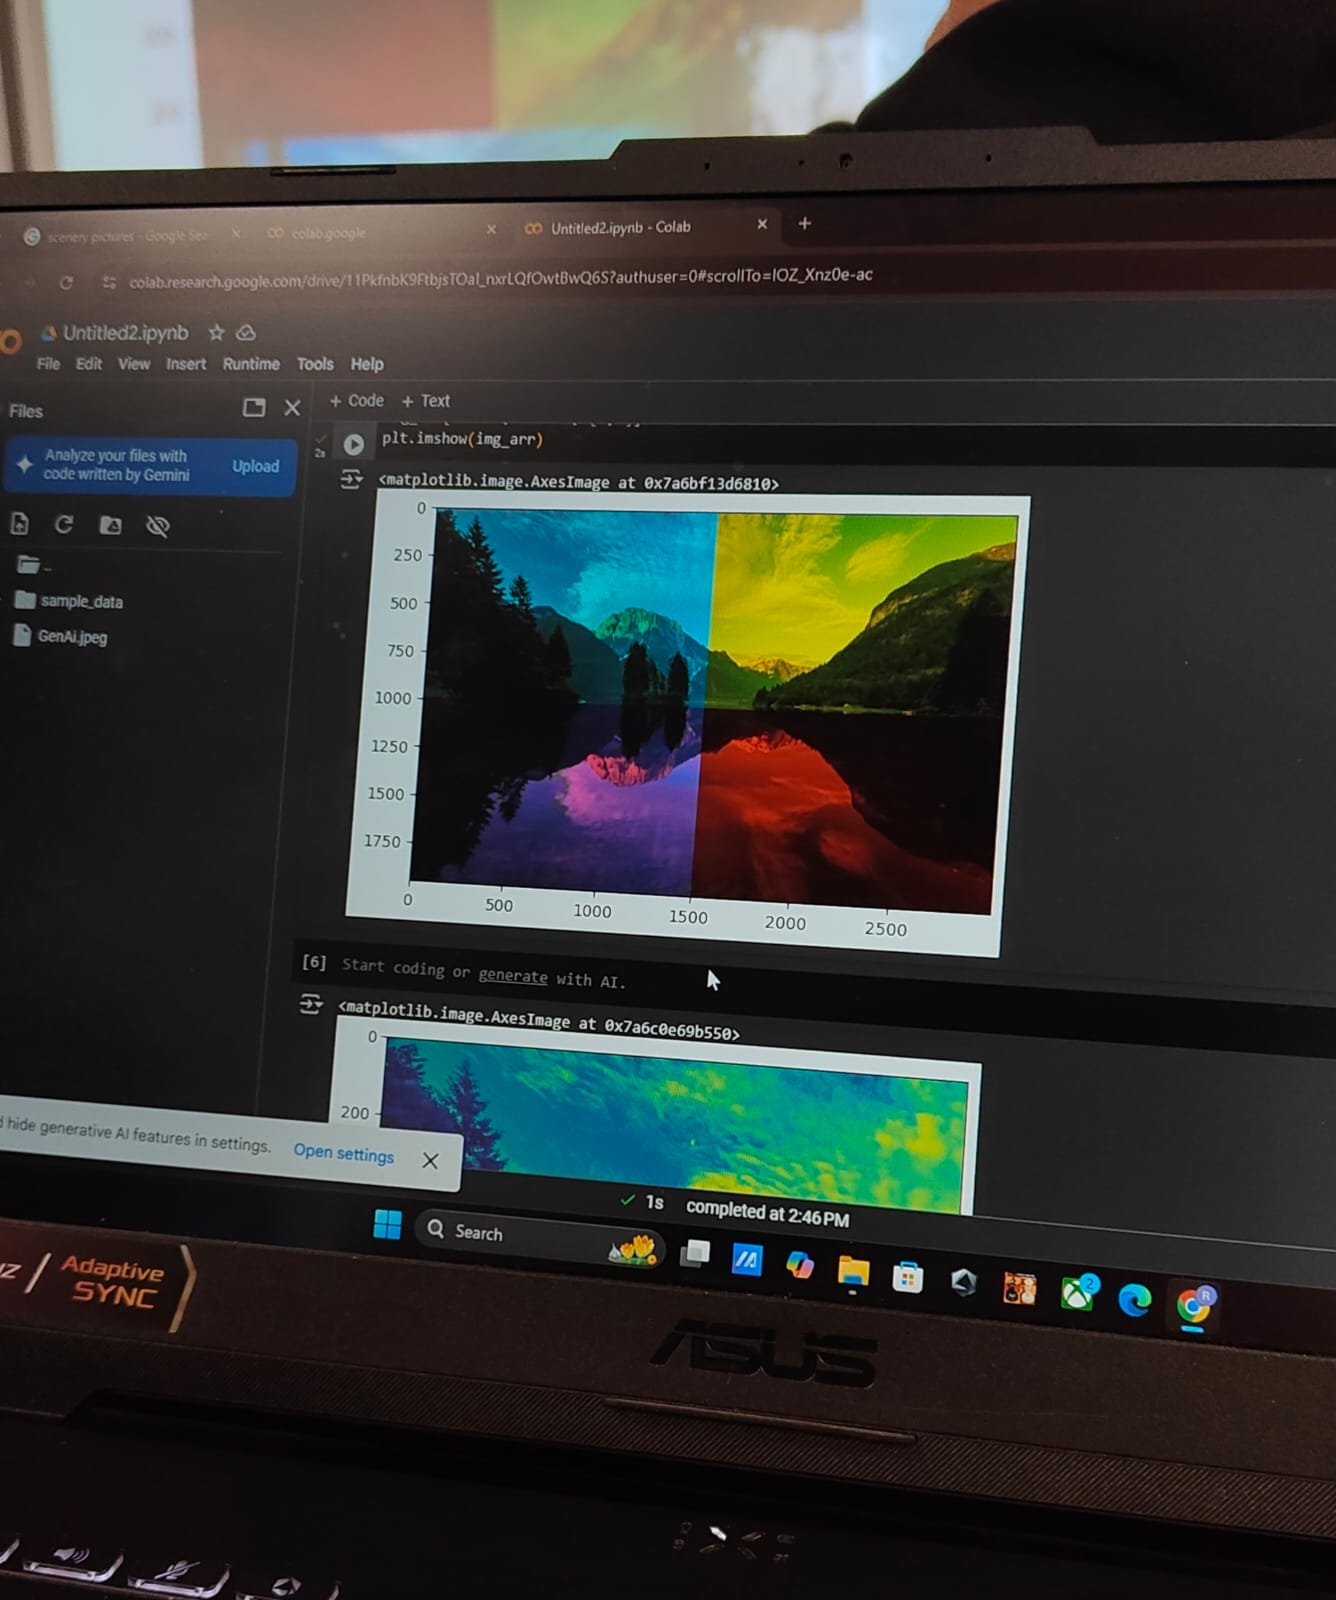 scenery pictures - Google Sea
colab.google
Untitled2.ipynb - Colab
colab.research.google.com/drive/11PkfnbK9FtbjsTOal_nxrLQfOwtBwQ6S?authuser=0#scrollTo=lOZ_Xnz0e-ac
Untitled2.ipynb
File Edit View Insert Runtime Tools Help
Files
+ Code + Text
Analyze your files with
code written by Gemini
Upload
..
sample_data
GenAi.jpeg
2s
plt.imshow(img_arr)
<matplotlib.image.AxesImage at 0x7a6bf13d6810>
0
250
500
750
1000
1250
1500
1750
0 500 1000 1500 2000 2500
[6] Start coding or generate with AI.
<matplotlib.image.AxesImage at 0x7a6c0e69b550>
0
200
hide generative AI features in settings.
Open settings
1s completed at 2:46 PM
Search
2
R
Adaptive
SYNC
ASUS